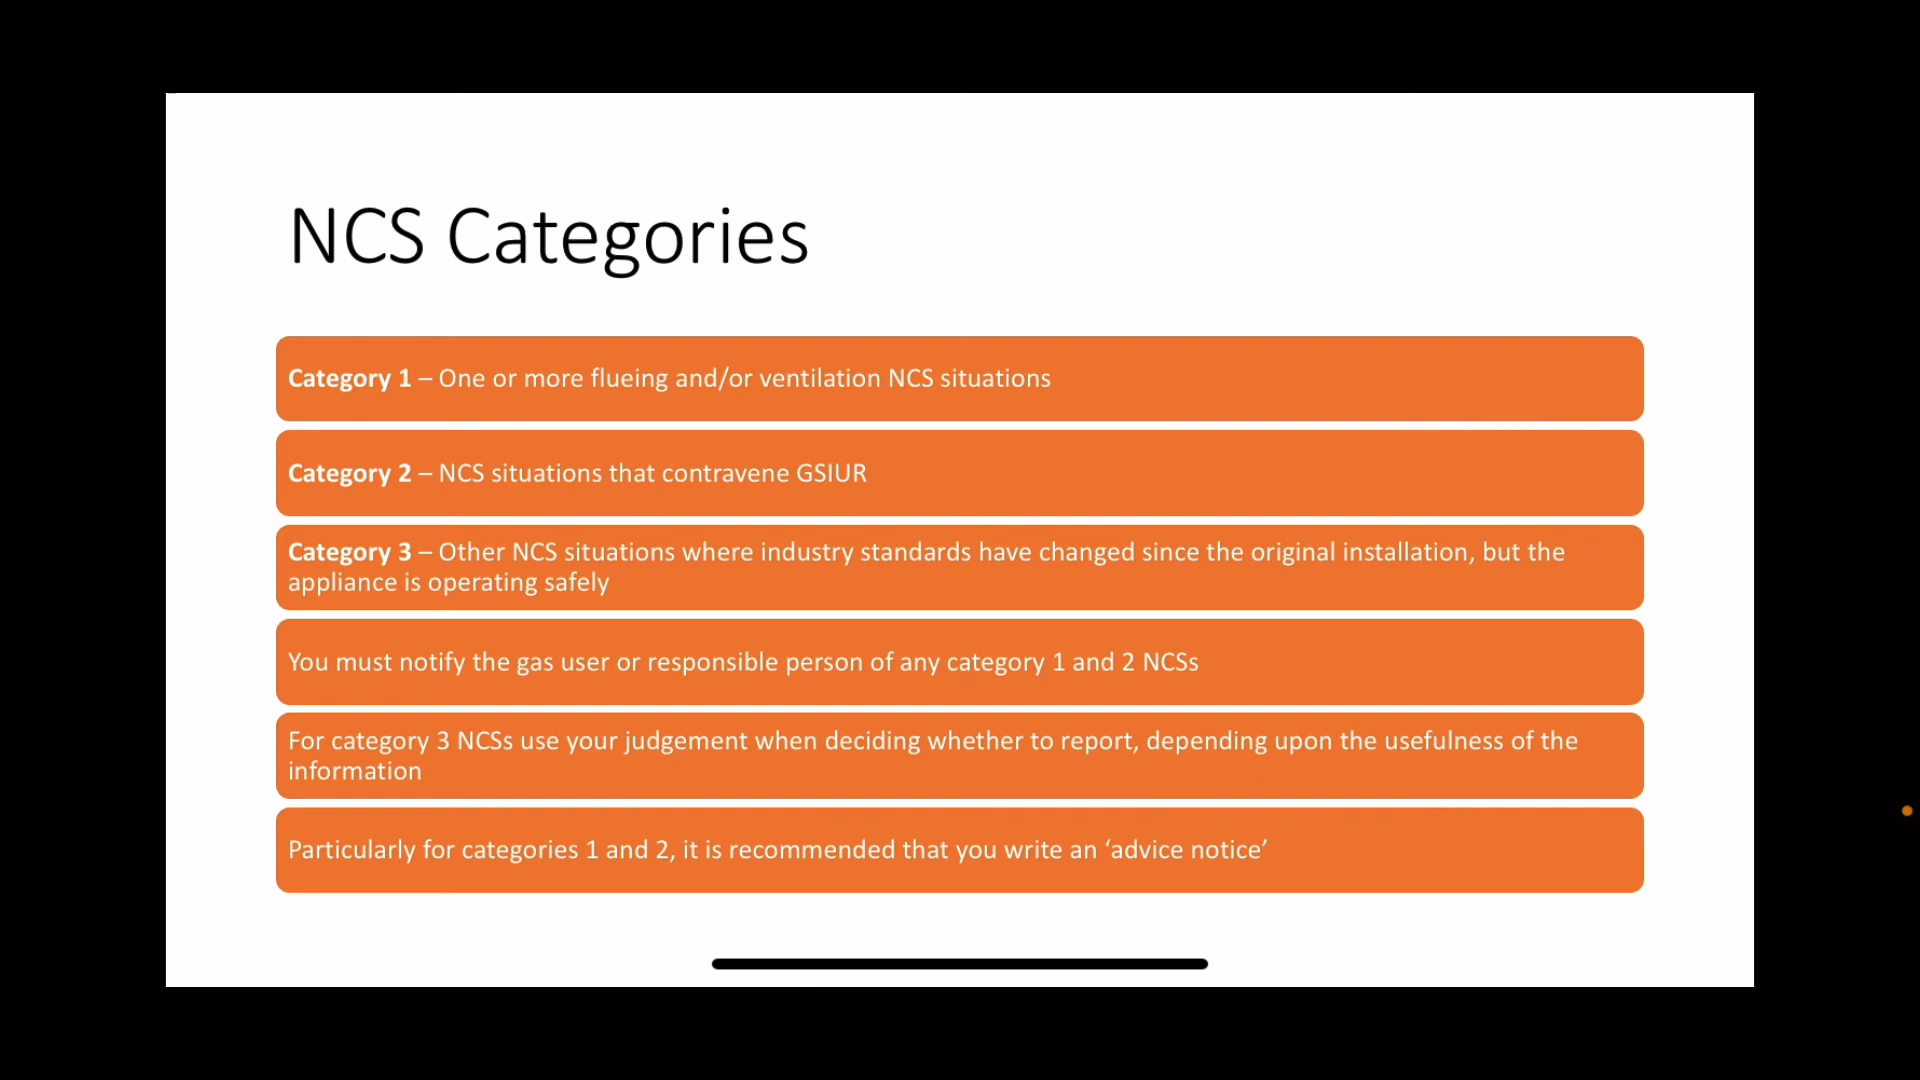 NCS Categories
Category 1 – One or more flueing and/or ventilation NCS situations
Category 2 – NCS situations that contravene GSIUR
Category 3 – Other NCS situations where industry standards have changed since the original installation, but the
appliance is operating safely
You must notify the gas user or responsible person of any category 1 and 2 NCSs
For category 3 NCSs use your judgement when deciding whether to report, depending upon the usefulness of the
information
Particularly for categories 1 and 2, it is recommended that you write an ‘advice notice’